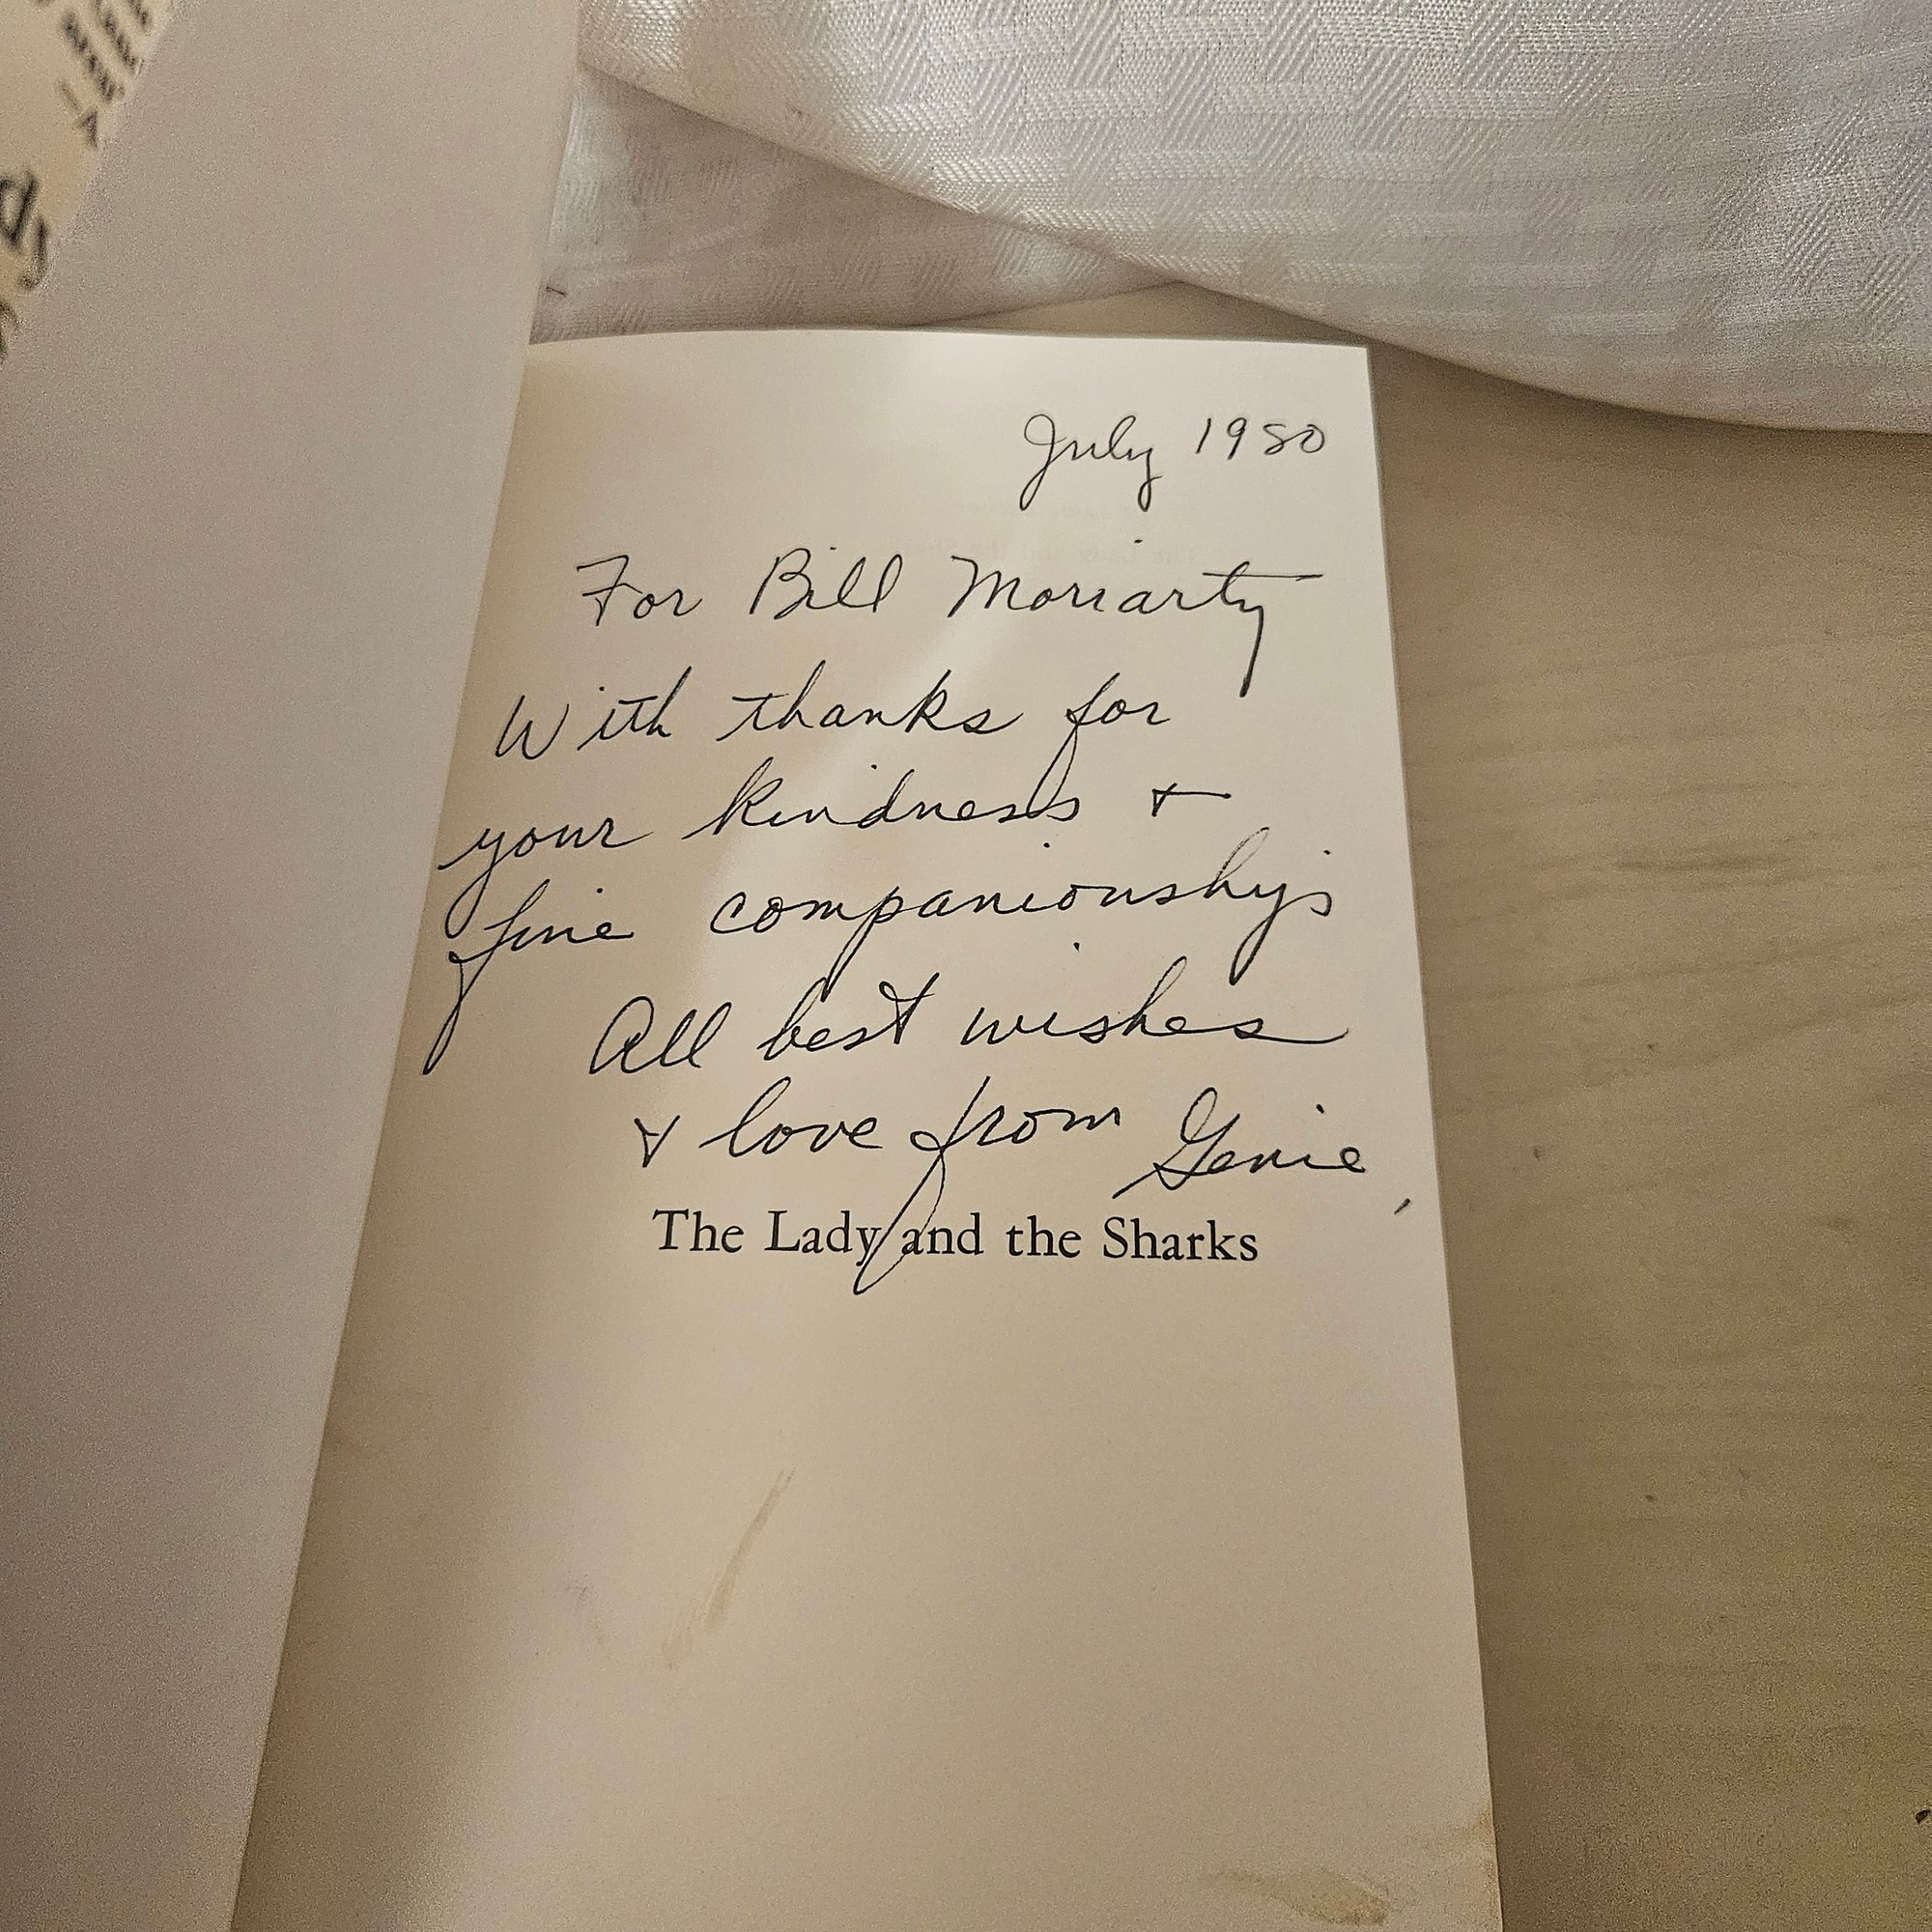 July 1980
For Bill Moriarty
With thanks for
your kindness +
fine companionship
All best wishes
& love from Genie
The Lady and the Sharks